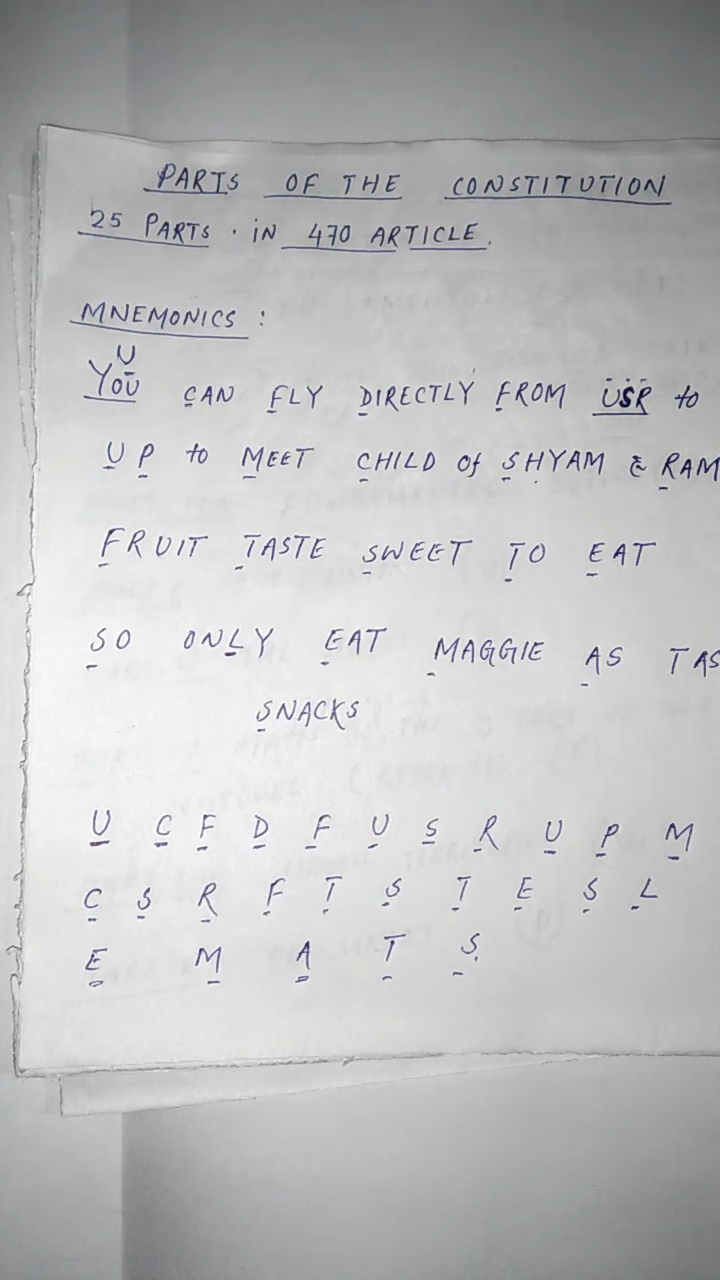 PARTS OF THE CONSTITUTION
25 PARTS . IN 470 ARTICLE.
MNEMONICS :
U
YOU CAN FLY DIRECTLY FROM USR to
UP to MEET CHILD of SHYAM & RAM
FRUIT TASTE SWEET TO EAT
SO ONLY EAT MAGGIE AS TAS
SNACKS
U C F D F U S R U P M
C S R F T S T E S L
E M A T S.